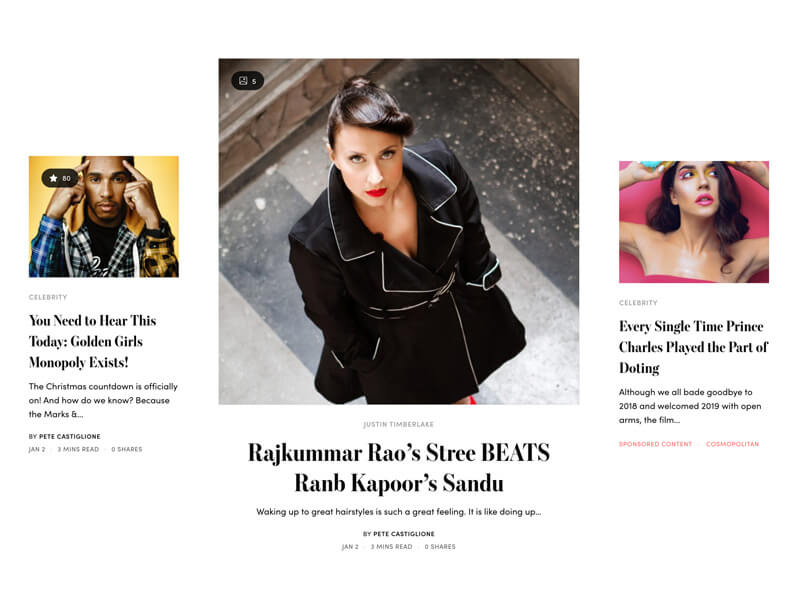 80
CELEBRITY
You Need to Hear This
Today: Golden Girls
Monopoly Exists!
The Christmas countdown is officially
on! And how do we know? Because
the Marks &...
BY PETE CASTIGLIONE
JAN 2 · 3 MINS READ · 0 SHARES
5
JUSTIN TIMBERLAKE
Rajkummar Rao’s Stree BEATS
Ranb Kapoor’s Sandu
Waking up to great hairstyles is such a great feeling. It is like doing up...
BY PETE CASTIGLIONE
JAN 2 · 3 MINS READ · 0 SHARES
CELEBRITY
Every Single Time Prince
Charles Played the Part of
Doting
Although we all bade goodbye to
2018 and welcomed 2019 with open
arms, the film...
SPONSORED CONTENT · COSMOPOLITAN